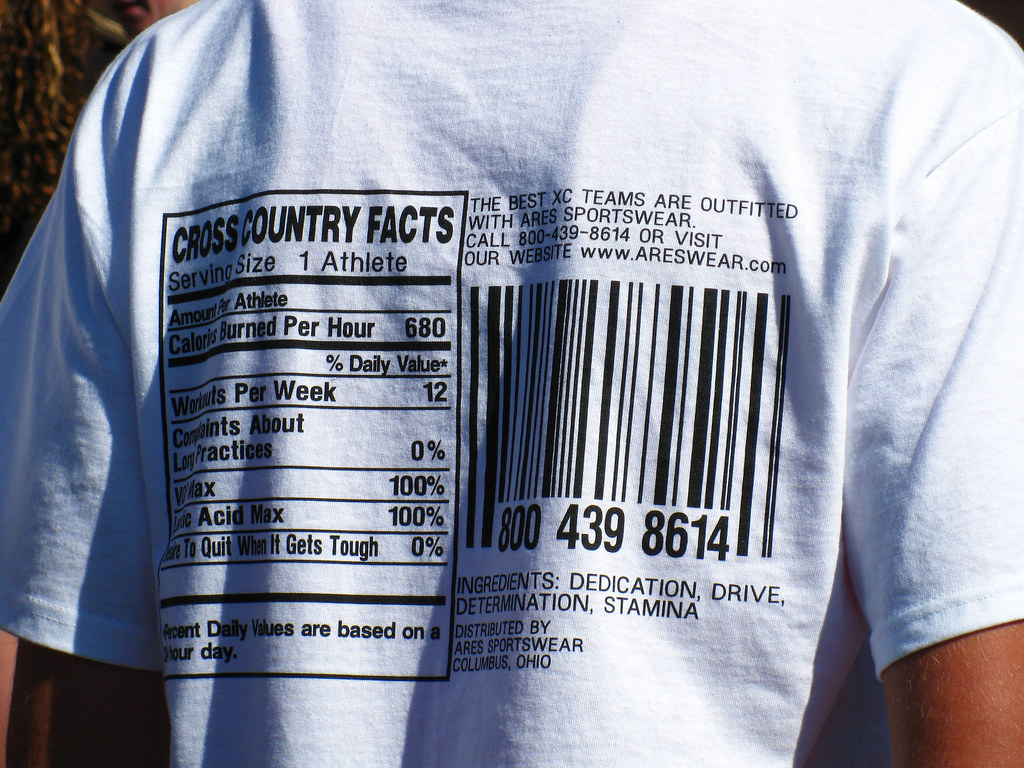 CROSS COUNTRY FACTS
Serving Size 1 Athlete
Amount Per Athlete
Calories Burned Per Hour 680
% Daily Value*
Workouts Per Week 12
Complaints About
Long Practices 0%
VO Max 100%
Acid Max 100%
To Quit When It Gets Tough 0%
Percent Daily Values are based on a
hour day.
THE BEST XC TEAMS ARE OUTFITTED
WITH ARES SPORTSWEAR.
CALL 800-439-8614 OR VISIT
OUR WEBSITE www.ARESWEAR.com
800 439 8614
INGREDIENTS: DEDICATION, DRIVE,
DETERMINATION, STAMINA
DISTRIBUTED BY
ARES SPORTSWEAR
COLUMBUS, OHIO